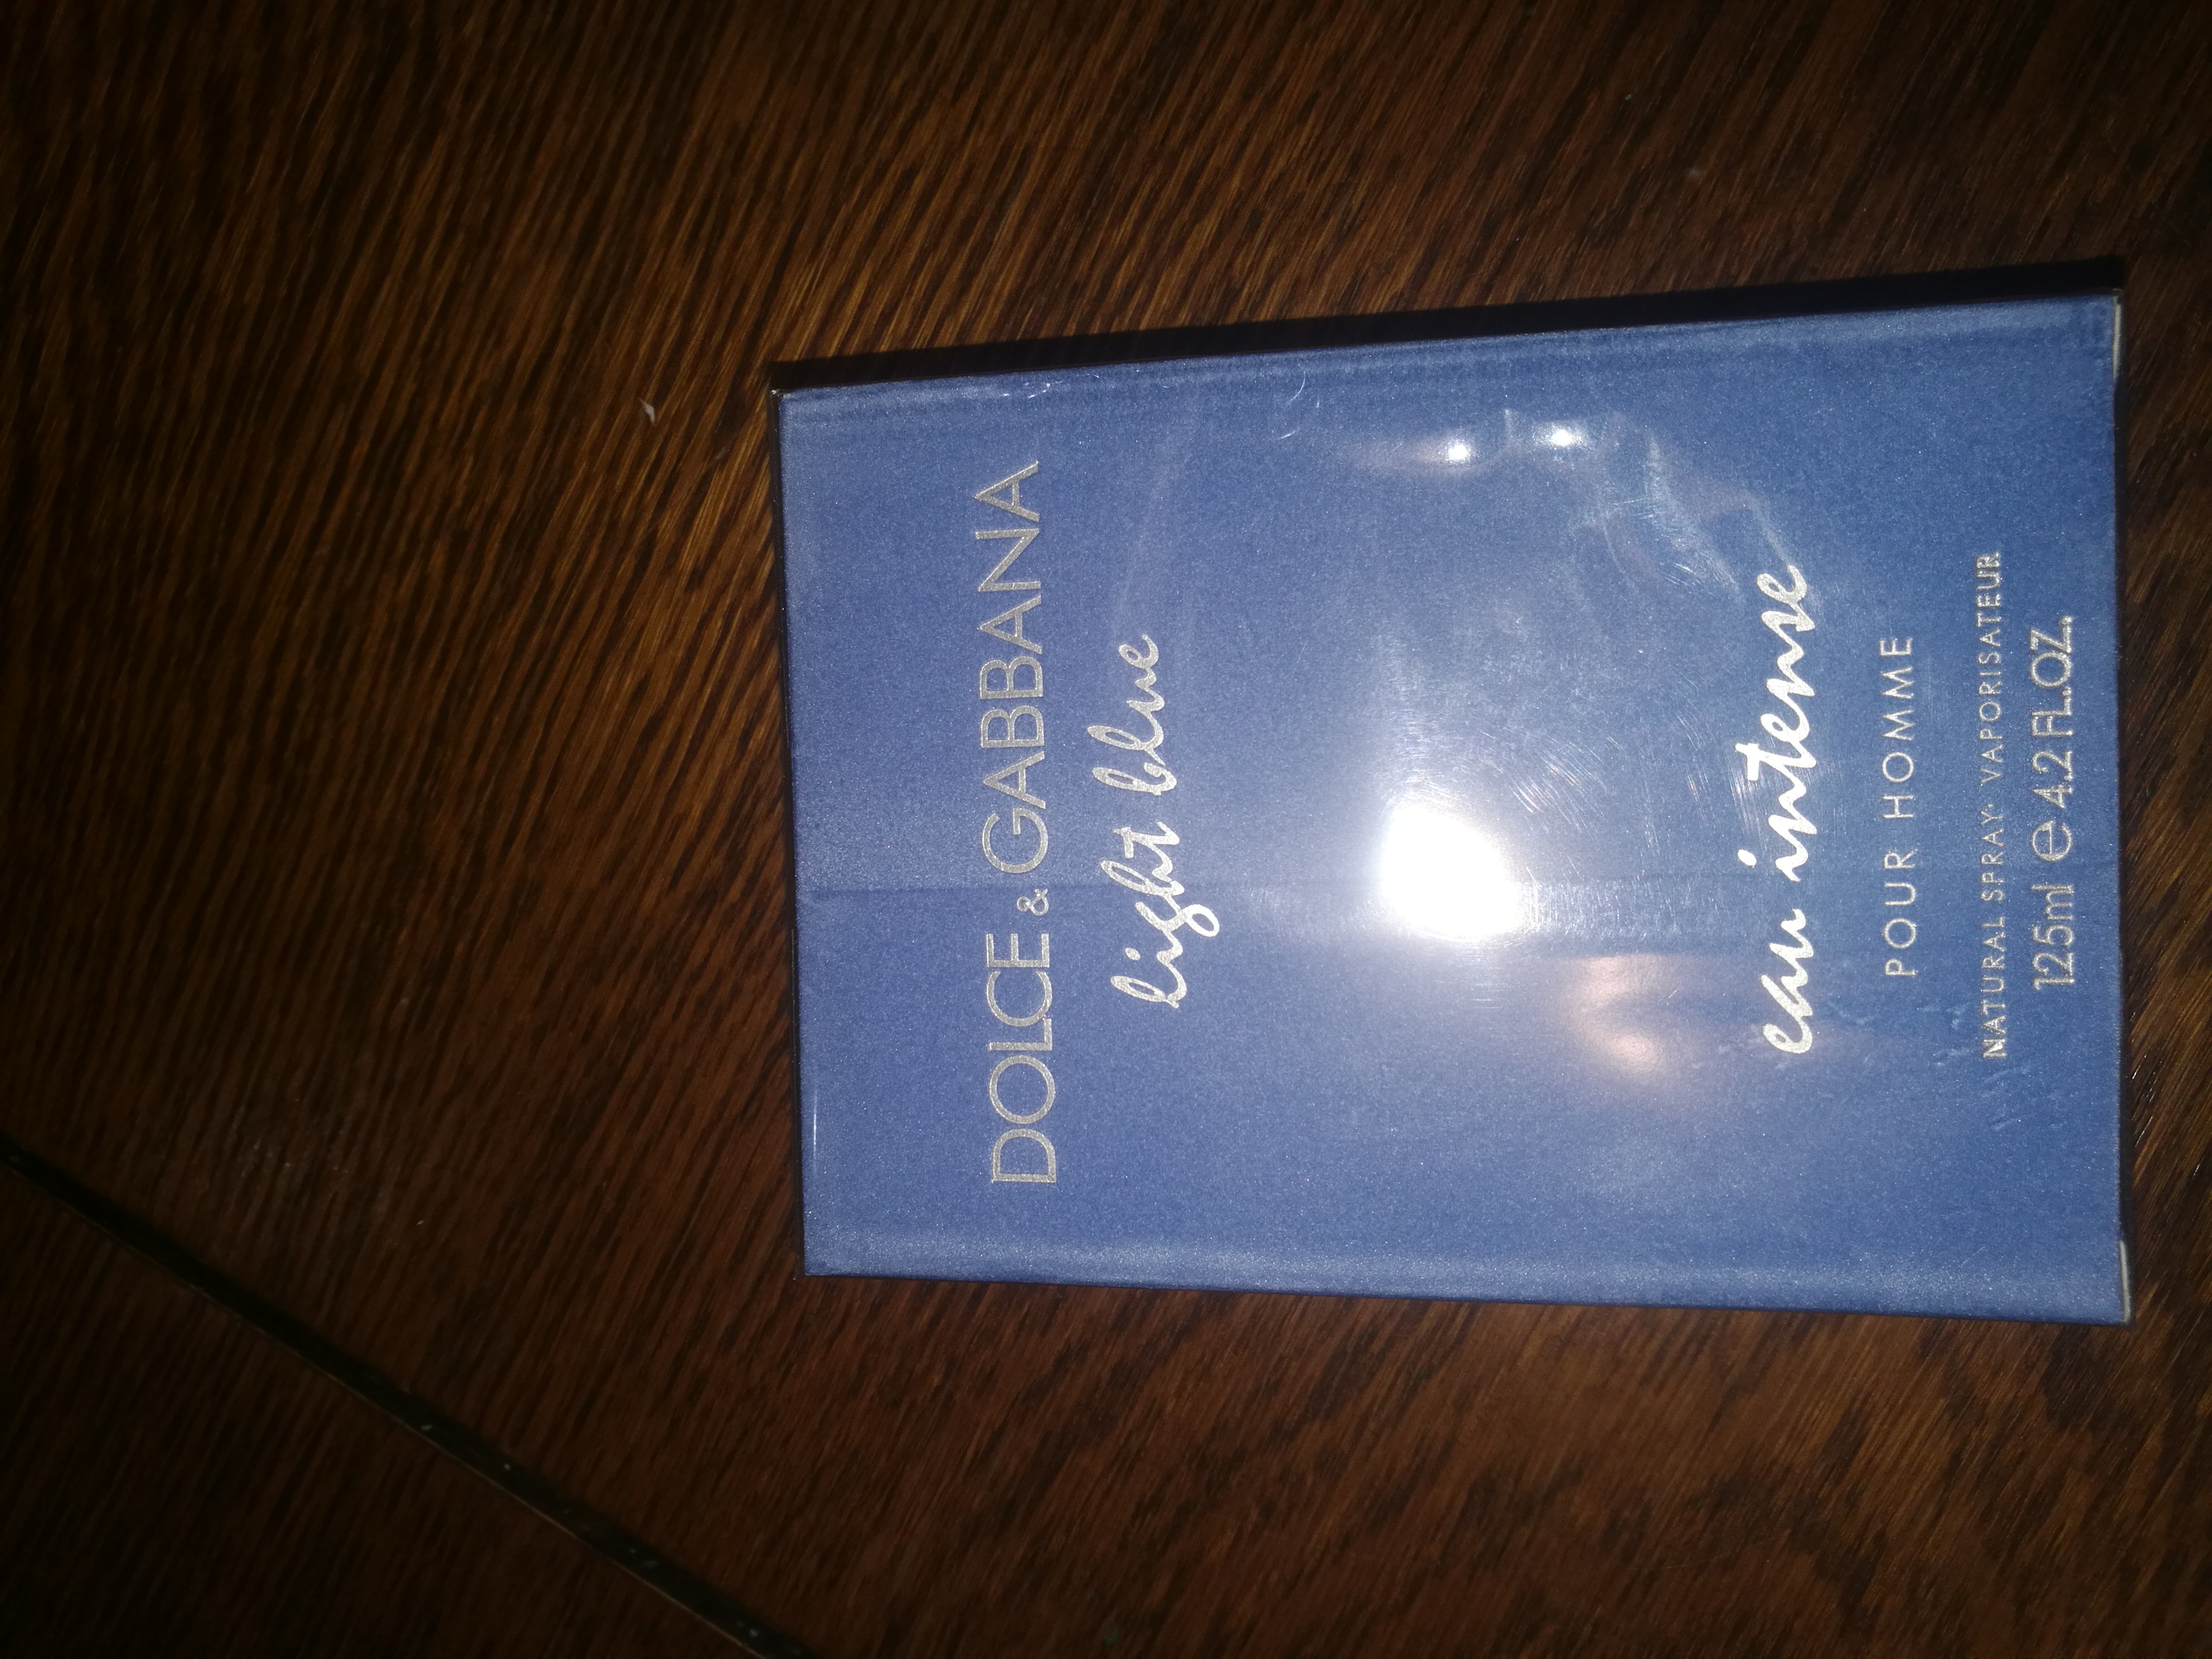 DOLCE & GABBANA
light blue
eau intense
POUR HOMME
NATURAL SPRAY · VAPORISATEUR
125ml ℮ 4.2 FL.OZ.